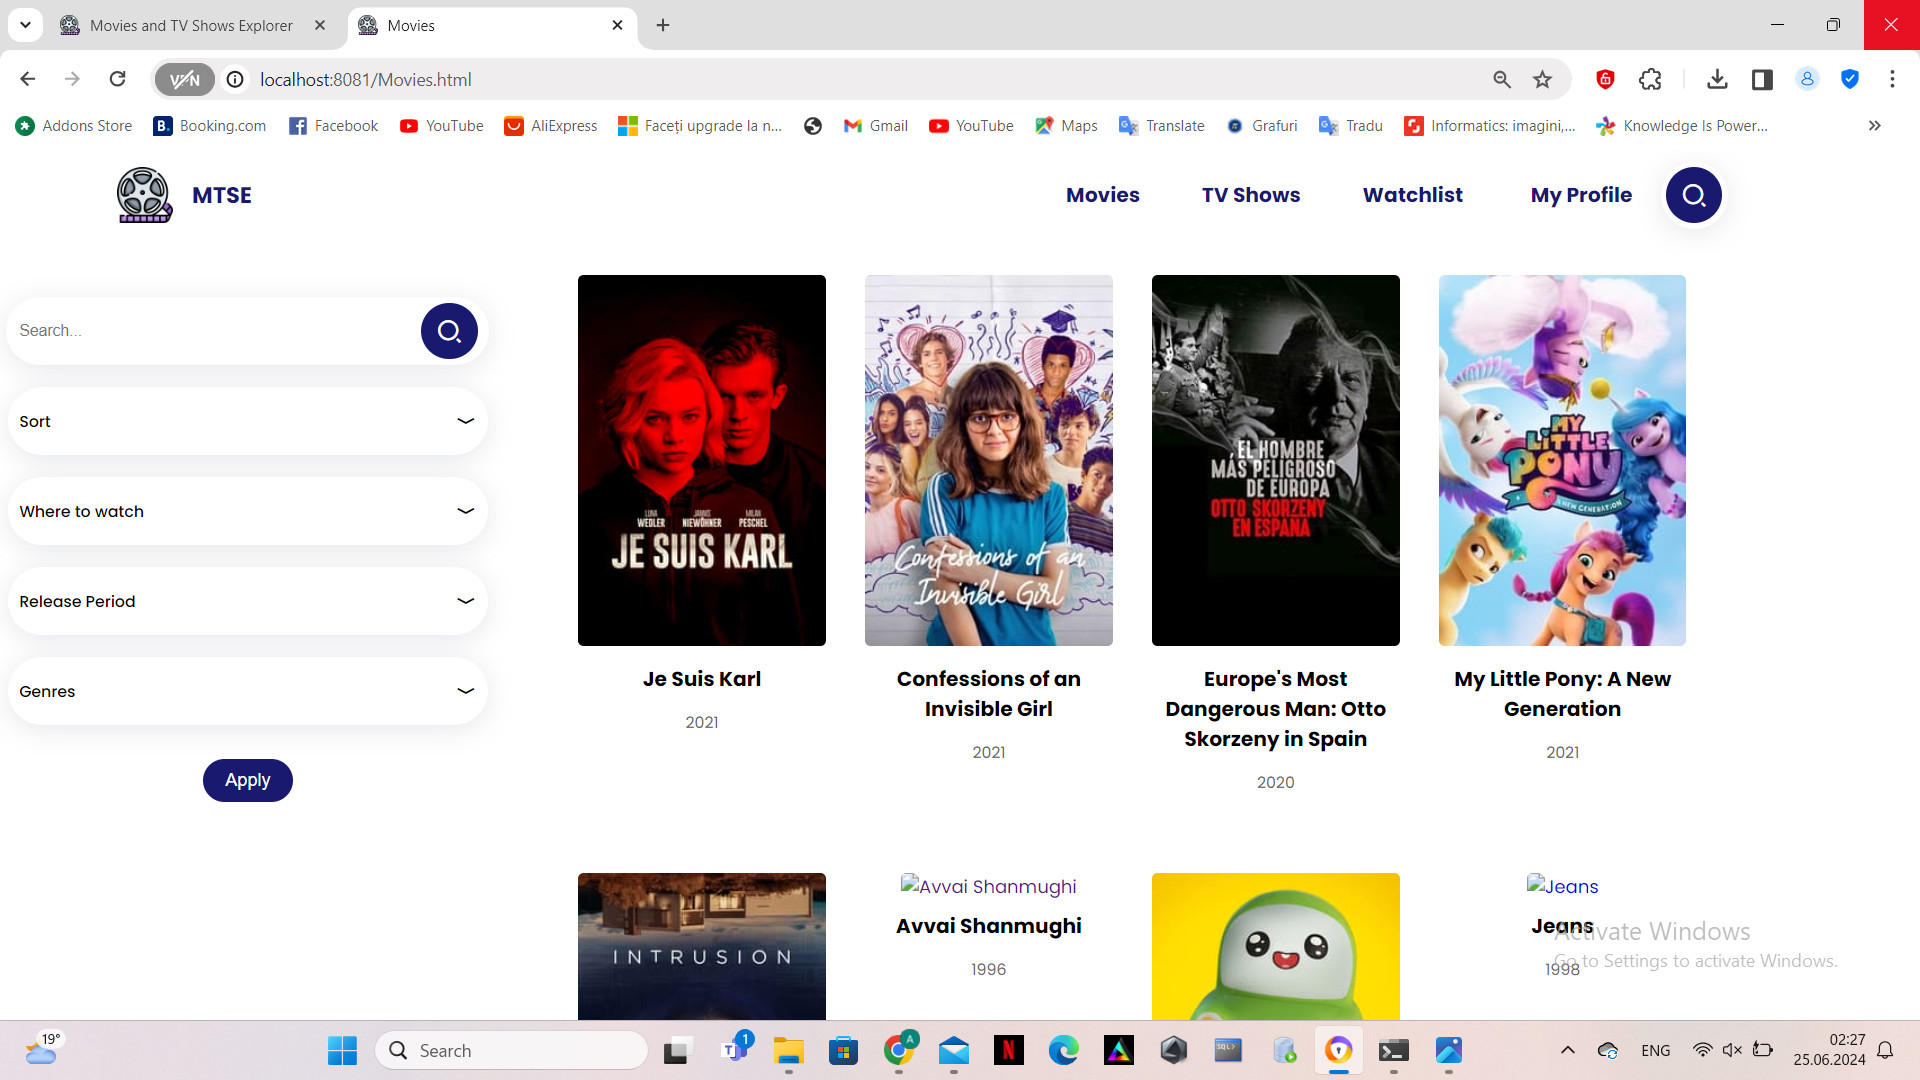 Movies and TV Shows Explorer
Movies
VPN
localhost:8081/Movies.html
Addons Store
B. Booking.com
Facebook
YouTube
AliExpress
Faceți upgrade la n...
Gmail
YouTube
Maps
Translate
Grafuri
Tradu
Informatics: imagini,...
Knowledge Is Power...
MTSE
Movies
TV Shows
Watchlist
My Profile
Search...
Sort
Where to watch
Release Period
Genres
Apply
LUNA WEDLER
JANNIS NIEWÖHNER
MILAN PESCHEL
JE SUIS KARL
Confessions of an
Invisible Girl
EL HOMBRE
MÁS PELIGROSO
DE EUROPA
OTTO SKORZENY
EN ESPAÑA
MY
LITTLE
PONY
A NEW GENERATION
Je Suis Karl
2021
Confessions of an
Invisible Girl
2021
Europe's Most
Dangerous Man: Otto
Skorzeny in Spain
2020
My Little Pony: A New
Generation
2021
INTRUSION
Avvai Shanmughi
Avvai Shanmughi
1996
Jeans
Jeans
1998
Activate Windows
Go to Settings to activate Windows.
19°
Search
1
T
A
N
SQL>
ENG
02:27
25.06.2024